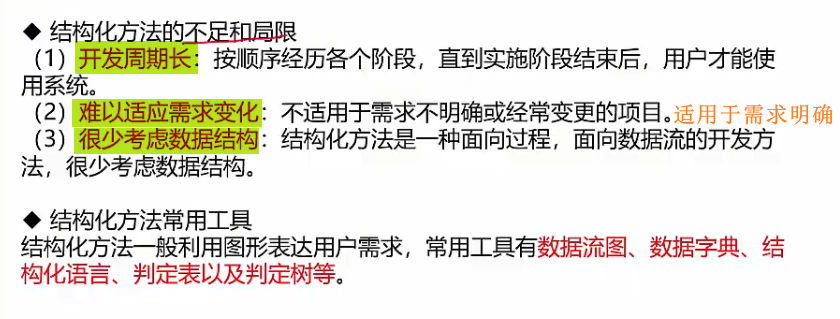 ◆ 结构化方法的不足和局限
（1）开发周期长：按顺序经历各个阶段，直到实施阶段结束后，用户才能使
用系统。
（2）难以适应需求变化：不适用于需求不明确或经常变更的项目。适用于需求明确
（3）很少考虑数据结构：结构化方法是一种面向过程，面向数据流的开发方
法，很少考虑数据结构。
◆ 结构化方法常用工具
结构化方法一般利用图形表达用户需求，常用工具有数据流图、数据字典、结
构化语言、判定表以及判定树等。